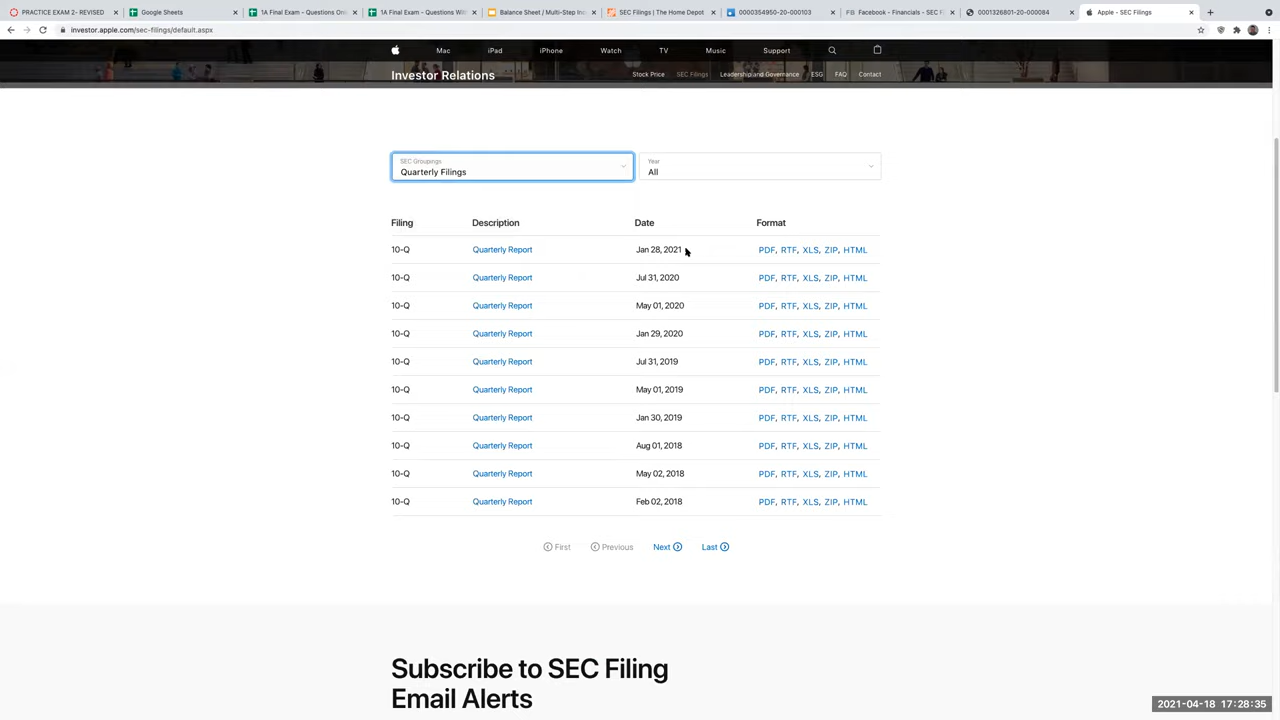 PRACTICE EXAM 2- REVISED
Google Sheets
1A Final Exam - Questions On
1A Final Exam - Questions Wit
Balance Sheet / Multi-Step In
SEC Filings | The Home Depot
0000354950-20-000103
Facebook - Financials - SEC F
0001326801-20-000084
Apple - SEC Filings
investor.apple.com/sec-filings/default.aspx
Mac iPad iPhone Watch TV Music Support
Investor Relations
Stock Price SEC Filings Leadership and Governance ESG FAQ Contact
SEC Groupings
Quarterly Filings
Year
All
Filing Description Date Format
10-Q Quarterly Report Jan 28, 2021 PDF, RTF, XLS, ZIP, HTML
10-Q Quarterly Report Jul 31, 2020 PDF, RTF, XLS, ZIP, HTML
10-Q Quarterly Report May 01, 2020 PDF, RTF, XLS, ZIP, HTML
10-Q Quarterly Report Jan 29, 2020 PDF, RTF, XLS, ZIP, HTML
10-Q Quarterly Report Jul 31, 2019 PDF, RTF, XLS, ZIP, HTML
10-Q Quarterly Report May 01, 2019 PDF, RTF, XLS, ZIP, HTML
10-Q Quarterly Report Jan 30, 2019 PDF, RTF, XLS, ZIP, HTML
10-Q Quarterly Report Aug 01, 2018 PDF, RTF, XLS, ZIP, HTML
10-Q Quarterly Report May 02, 2018 PDF, RTF, XLS, ZIP, HTML
10-Q Quarterly Report Feb 02, 2018 PDF, RTF, XLS, ZIP, HTML
First Previous Next Last
Subscribe to SEC Filing
Email Alerts
2021-04-18 17:28:35